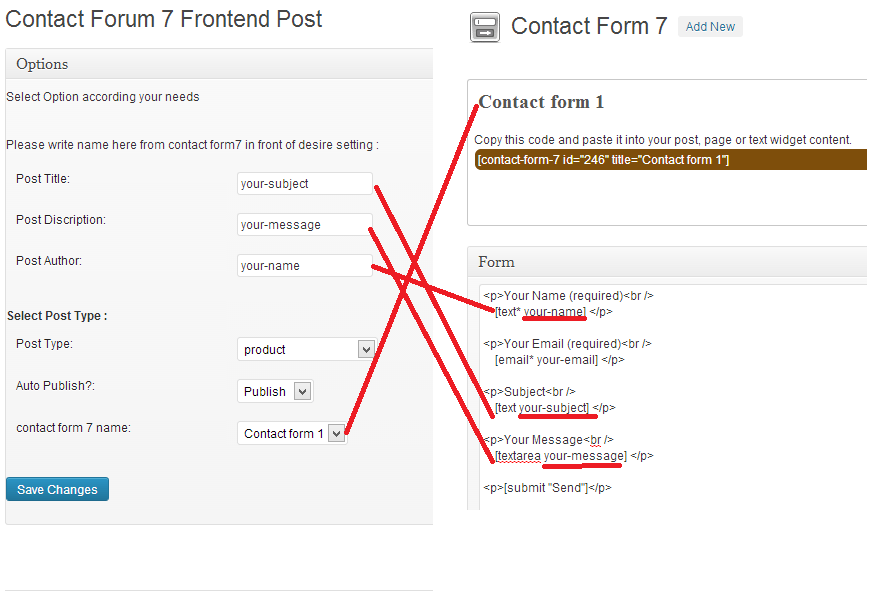 Contact Forum 7 Frontend Post
Options
Select Option according your needs
Please write name here from contact form7 in front of desire setting :
Post Title:
your-subject
Post Discription:
your-message
Post Author:
your-name
Select Post Type :
Post Type:
product
Auto Publish?:
Publish
contact form 7 name:
Contact form 1
Save Changes
Contact Form 7
Add New
Contact form 1
Copy this code and paste it into your post, page or text widget content.
[contact-form-7 id="246" title="Contact form 1"]
Form
<p>Your Name (required)<br />
[text* your-name] </p>
<p>Your Email (required)<br />
[email* your-email] </p>
<p>Subject<br />
[text your-subject] </p>
<p>Your Message<br />
[textarea your-message] </p>
<p>[submit "Send"]</p>